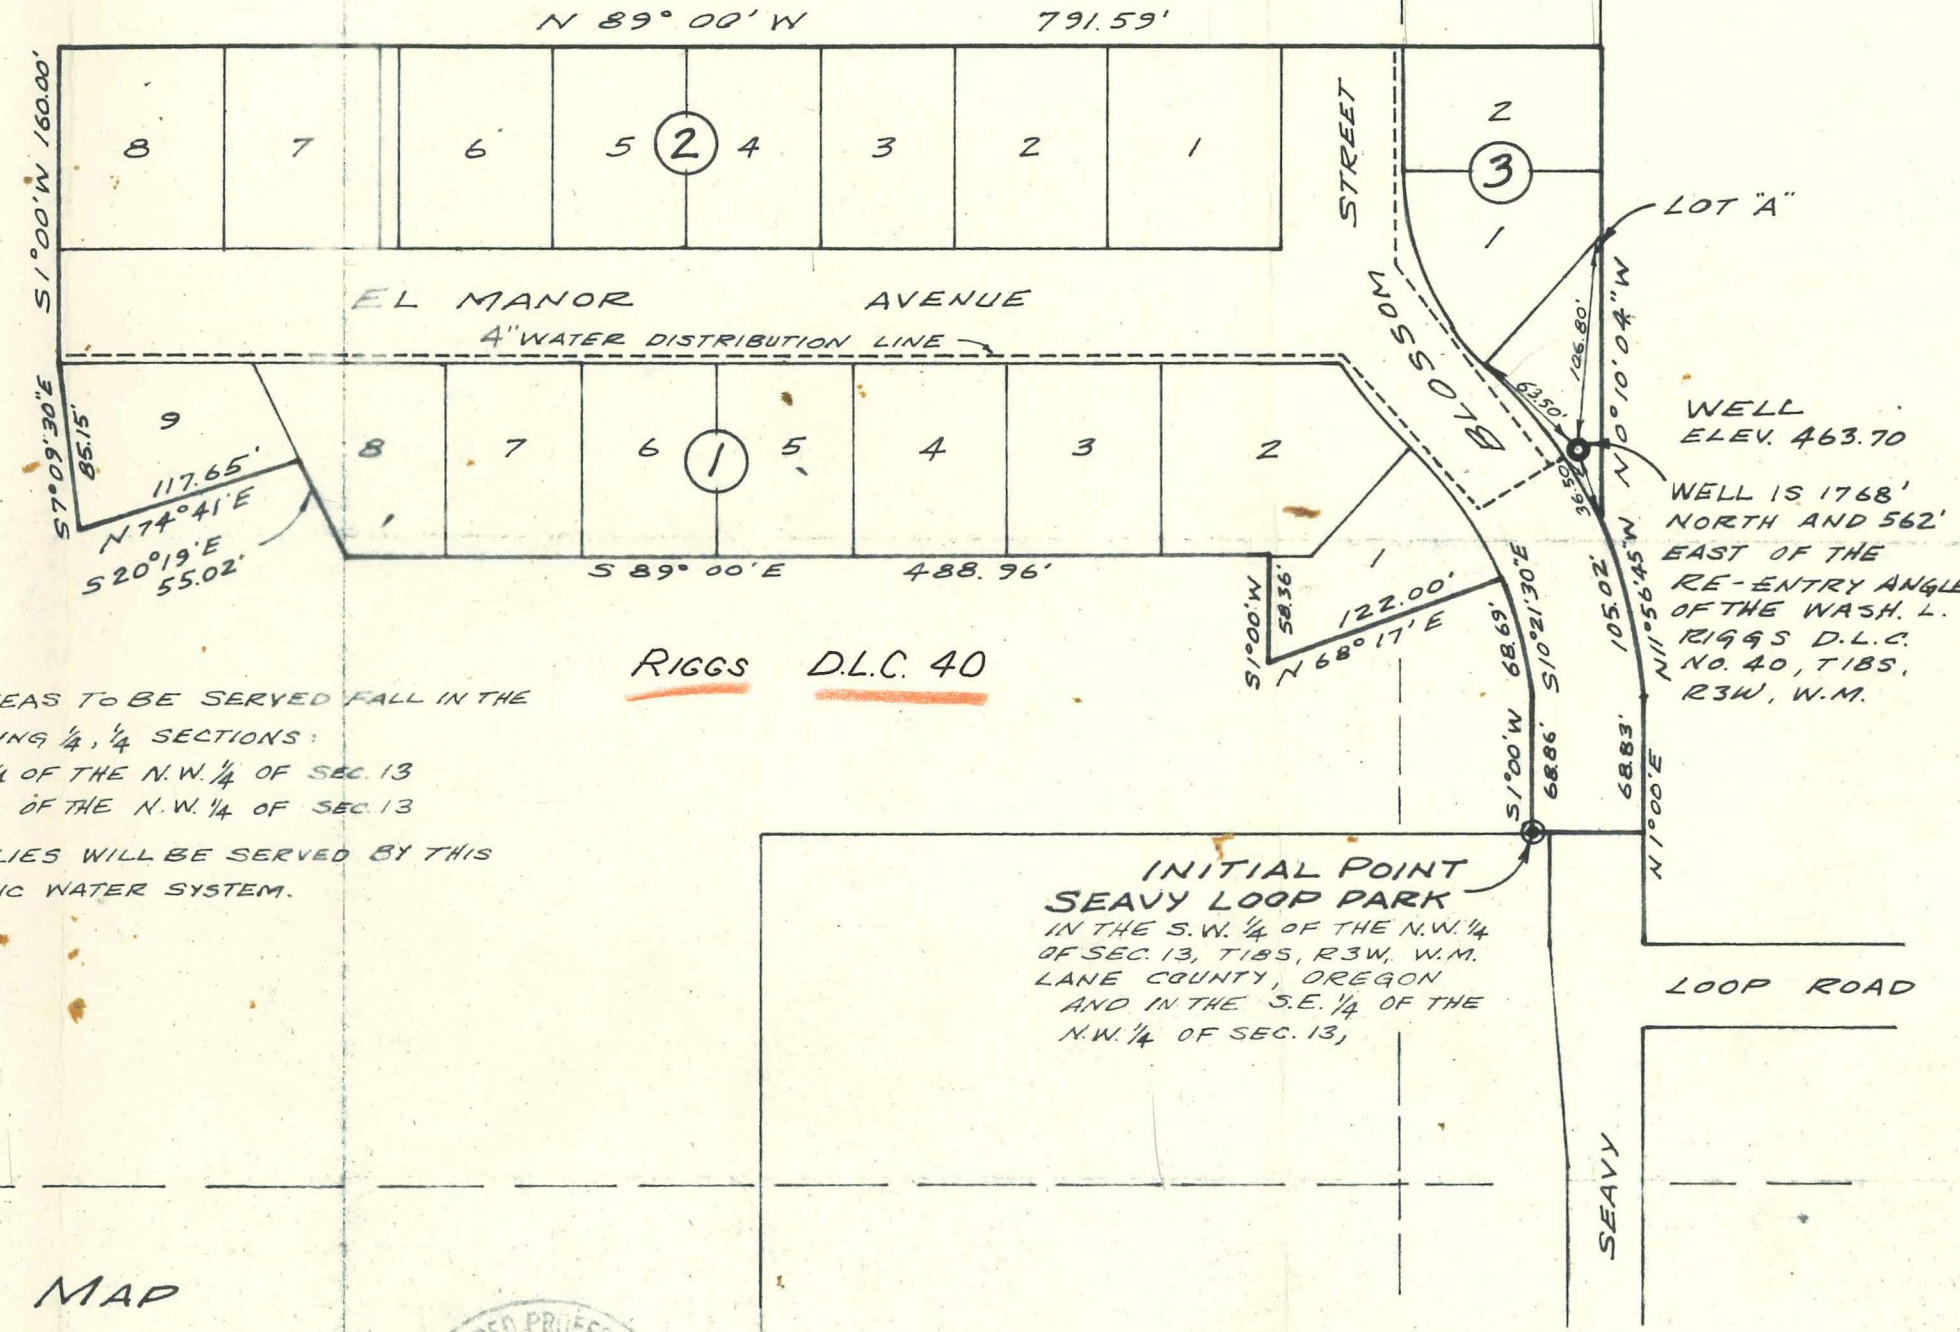 N 89° 00' W 791.59'
S 1° 00' W 160.00'
8 7 6 5 2 4 3 2 1
STREET
2
3
1
LOT "A"
EL MANOR AVENUE
4" WATER DISTRIBUTION LINE
BLOSSOM
63.50'
126.80'
36.50'
N 0° 10' 04" W
WELL
ELEV. 463.70
WELL IS 1768'
NORTH AND 562'
EAST OF THE
RE-ENTRY ANGLE
OF THE WASH. L.
RIGGS D.L.C.
NO. 40, T18S,
R3W, W.M.
9 8 7 6 1 5 4 3 2
1
S 7° 09' 30" E
85.15'
117.65'
N 74° 41' E
S 20° 19' E
55.02'
S 89° 00' E 488.96'
S 1° 00' W
58.36'
122.00'
N 68° 17' E
68.69'
S 10° 21' 30" E
105.02'
N 11° 56' 45" W
S 1° 00' W
68.86'
68.83'
N 1° 00' E
RIGGS D.L.C. 40
EAS TO BE SERVED FALL IN THE
ING 1/4, 1/4 SECTIONS:
OF THE N.W. 1/4 OF SEC. 13
OF THE N.W. 1/4 OF SEC. 13
LIES WILL BE SERVED BY THIS
IC WATER SYSTEM.
INITIAL POINT
SEAVY LOOP PARK
IN THE S.W. 1/4 OF THE N.W. 1/4
OF SEC. 13, T18S, R3W, W.M.
LANE COUNTY, OREGON
AND IN THE S.E. 1/4 OF THE
N.W. 1/4 OF SEC. 13,
LOOP ROAD
SEAVY
MAP